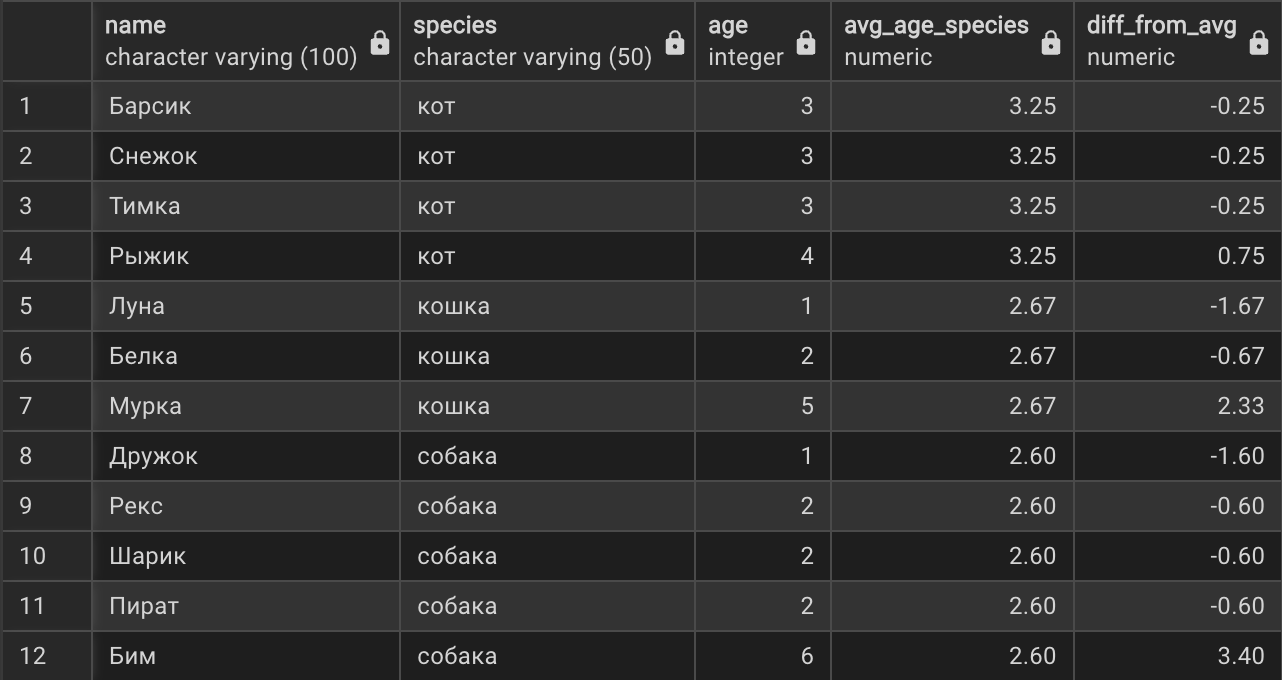 name species age avg_age_species diff_from_avg
character varying (100) character varying (50) integer numeric numeric
1 Барсик кот 3 3.25 -0.25
2 Снежок кот 3 3.25 -0.25
3 Тимка кот 3 3.25 -0.25
4 Рыжик кот 4 3.25 0.75
5 Луна кошка 1 2.67 -1.67
6 Белка кошка 2 2.67 -0.67
7 Мурка кошка 5 2.67 2.33
8 Дружок собака 1 2.60 -1.60
9 Рекс собака 2 2.60 -0.60
10 Шарик собака 2 2.60 -0.60
11 Пират собака 2 2.60 -0.60
12 Бим собака 6 2.60 3.40